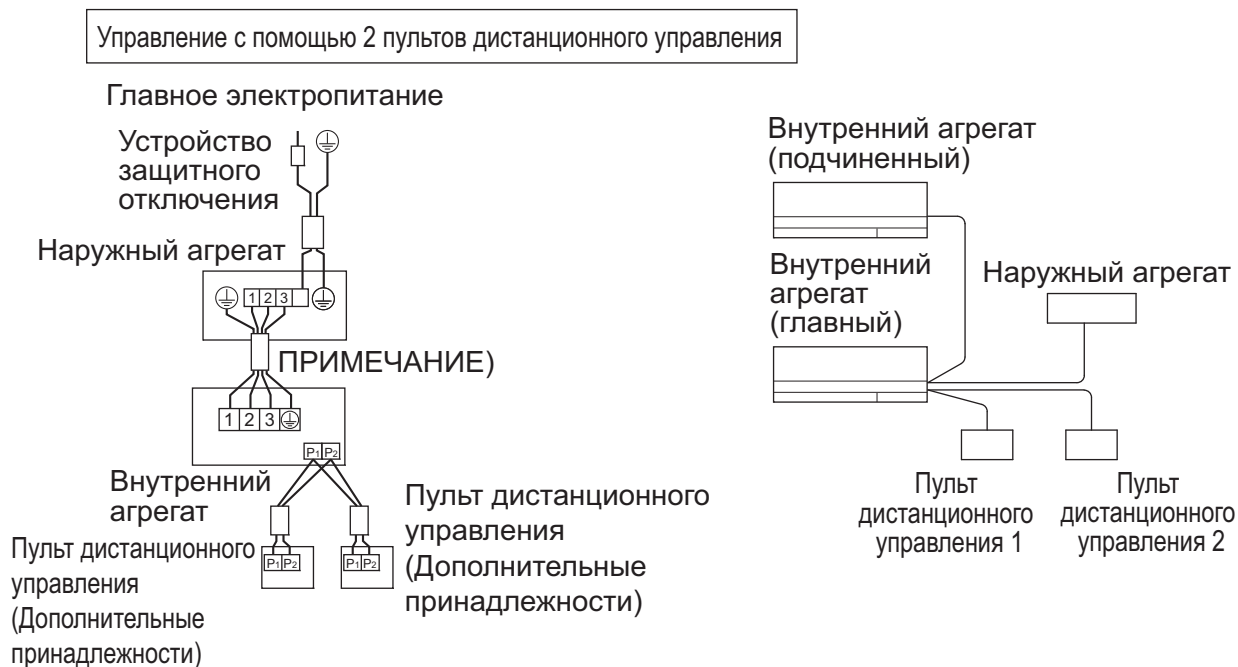 Управление с помощью 2 пультов дистанционного управления
Главное электропитание
Устройство
защитного
отключения
Наружный агрегат
1 2 3
ПРИМЕЧАНИЕ)
1 2 3
P1 P2
Внутренний
агрегат
Пульт дистанционного
управления
(Дополнительные
принадлежности)
P1 P2
P1 P2
Пульт дистанционного
управления
(Дополнительные
принадлежности)
Внутренний агрегат
(подчиненный)
Внутренний
агрегат
(главный)
Наружный агрегат
Пульт
дистанционного
управления 1
Пульт
дистанционного
управления 2